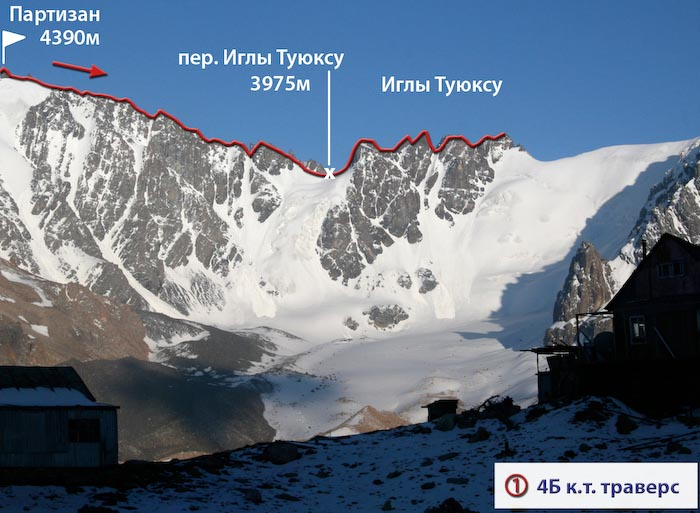 Партизан
4390м
пер. Иглы Туюксу
3975м
Иглы Туюксу
x
1 4Б к.т. траверс